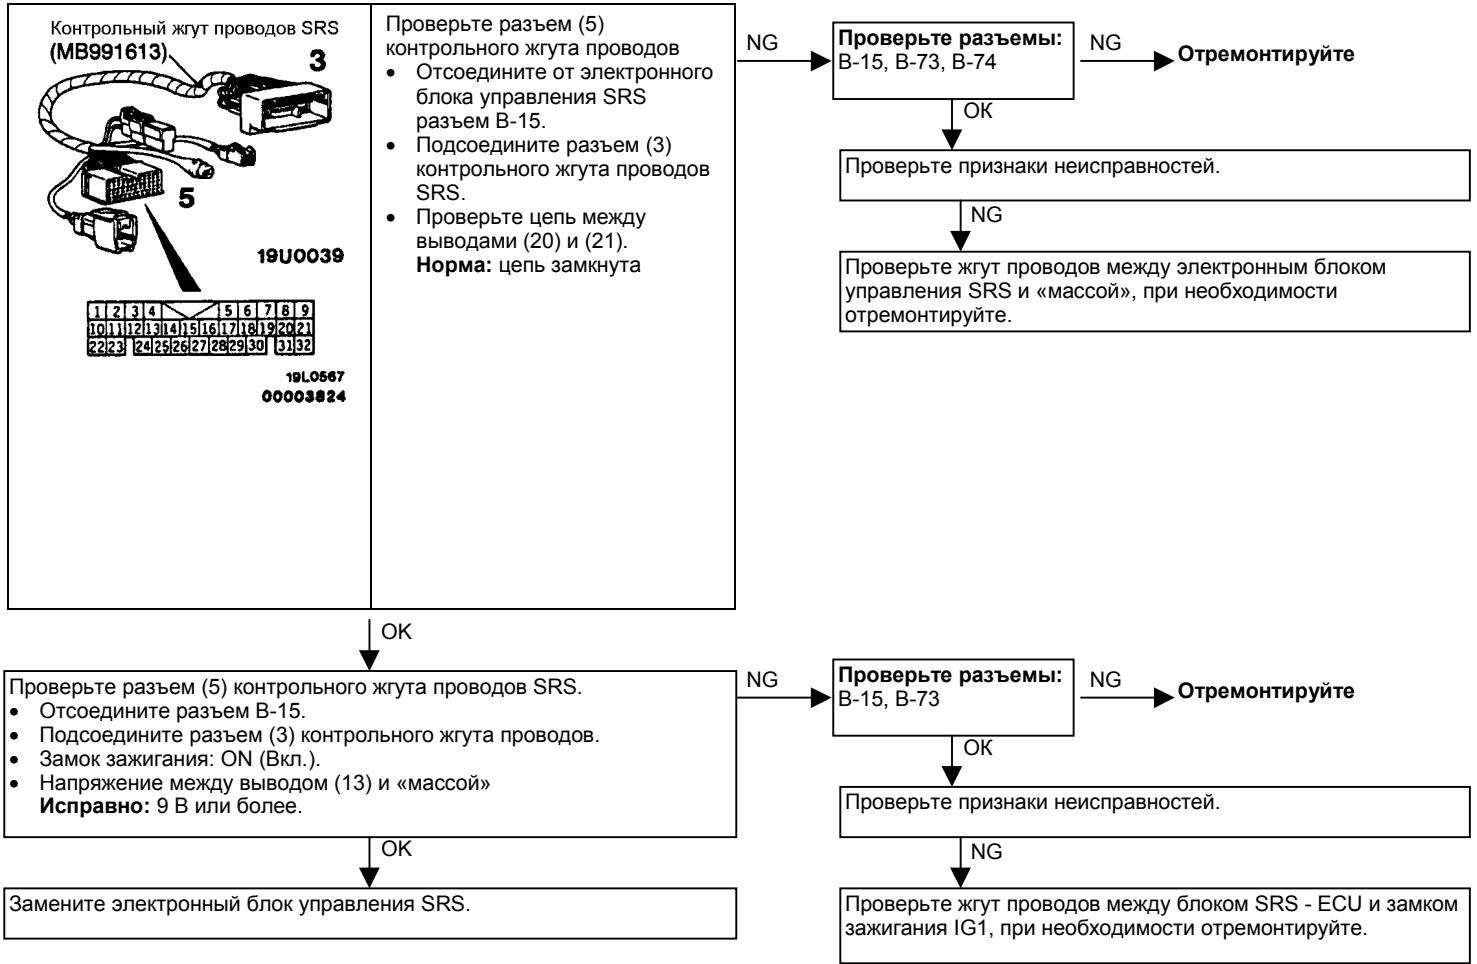 Контрольный жгут проводов SRS
(MB991613)
3
5
19U0039
1 2 3 4 5 6 7 8 9
10 11 12 13 14 15 16 17 18 19 20 21
22 23 24 25 26 27 28 29 30 31 32
19L0567
00003824
Проверьте разъем (5)
контрольного жгута проводов
• Отсоедините от электронного
блока управления SRS
разъем B-15.
• Подсоедините разъем (3)
контрольного жгута проводов
SRS.
• Проверьте цепь между
выводами (20) и (21).
Норма: цепь замкнута
NG
Проверьте разъемы:
B-15, B-73, B-74
NG
Отремонтируйте
OK
Проверьте признаки неисправностей.
NG
Проверьте жгут проводов между электронным блоком
управления SRS и «массой», при необходимости
отремонтируйте.
OK
Проверьте разъем (5) контрольного жгута проводов SRS.
• Отсоедините разъем B-15.
• Подсоедините разъем (3) контрольного жгута проводов.
• Замок зажигания: ON (Вкл.).
• Напряжение между выводом (13) и «массой»
Исправно: 9 В или более.
NG
Проверьте разъемы:
B-15, B-73
NG
Отремонтируйте
OK
Проверьте признаки неисправностей.
NG
Проверьте жгут проводов между блоком SRS - ECU и замком
зажигания IG1, при необходимости отремонтируйте.
OK
Замените электронный блок управления SRS.